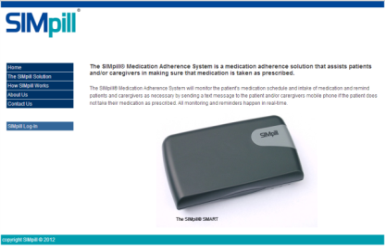 SIMpill®
Home
The SIMpill Solution
How SIMpill Works
About Us
Contact Us
SIMpill Log-In
The SIMpill® Medication Adherence System is a medication adherence solution that assists patients
and/or caregivers in making sure that medication is taken as prescribed.
The SIMpill® Medication Adherence System will monitor the patient's medication schedule and intake of medication and remind
patients and caregivers as necessary by sending a text message to the patient and/or caregivers mobile phone if the patient does
not take their medication as prescribed. All monitoring and reminders happen in real-time.
SIMpill
The SIMpill SMART
copyright SIMpill © 2012